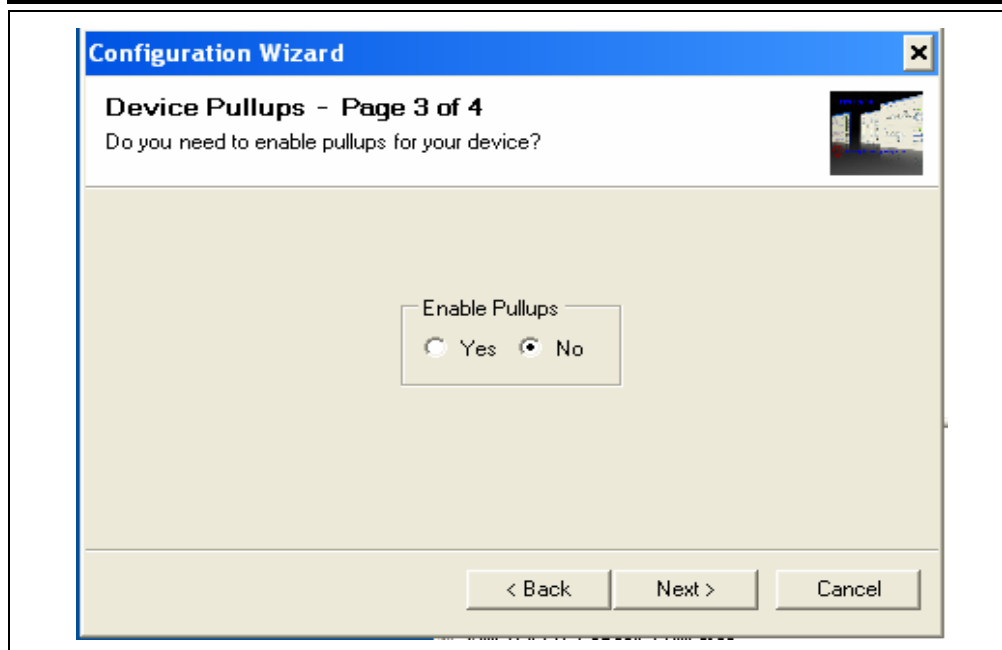 Configuration Wizard
Device Pullups - Page 3 of 4
Do you need to enable pullups for your device?
Enable Pullups
Yes No
< Back Next > Cancel